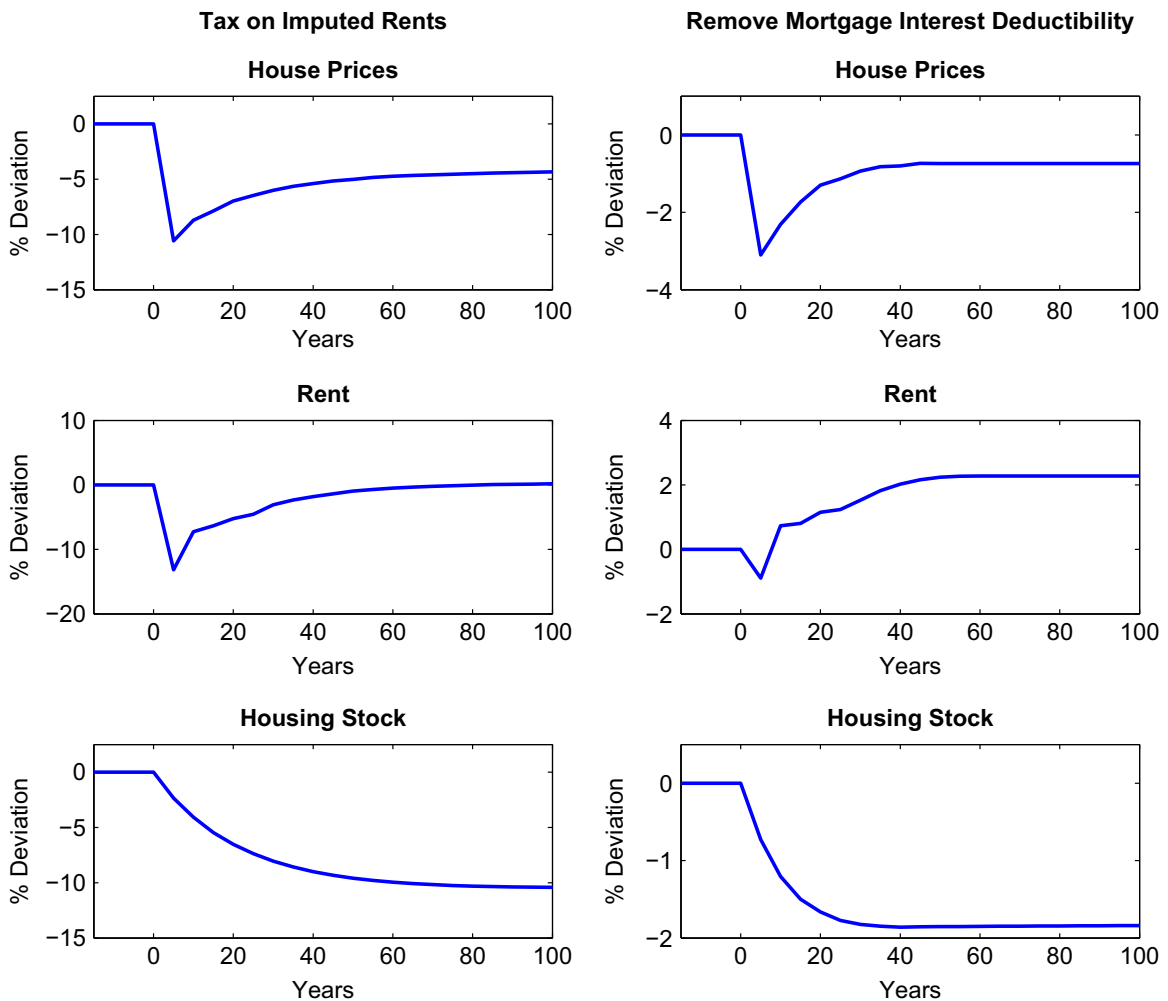 Tax on Imputed Rents
Remove Mortgage Interest Deductibility
House Prices
% Deviation
0
−5
−10
−15
0 20 40 60 80 100
Years
House Prices
% Deviation
0
−2
−4
0 20 40 60 80 100
Years
Rent
% Deviation
10
0
−10
−20
0 20 40 60 80 100
Years
Rent
% Deviation
4
2
0
−2
0 20 40 60 80 100
Years
Housing Stock
% Deviation
0
−5
−10
−15
0 20 40 60 80 100
Years
Housing Stock
% Deviation
0
−1
−2
0 20 40 60 80 100
Years